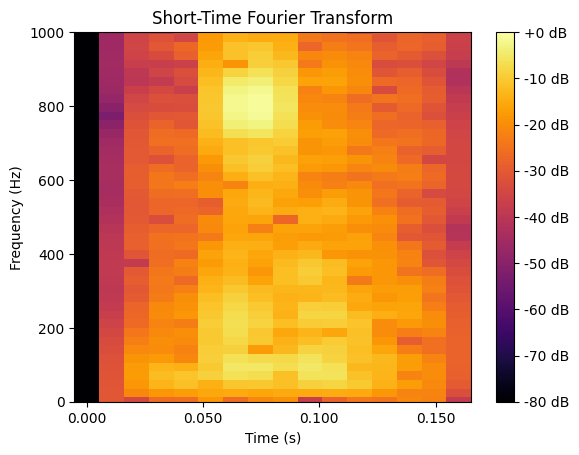 Short-Time Fourier Transform
Frequency (Hz)
1000
800
600
400
200
0
0.000
0.050
0.100
0.150
Time (s)
+0 dB
-10 dB
-20 dB
-30 dB
-40 dB
-50 dB
-60 dB
-70 dB
-80 dB